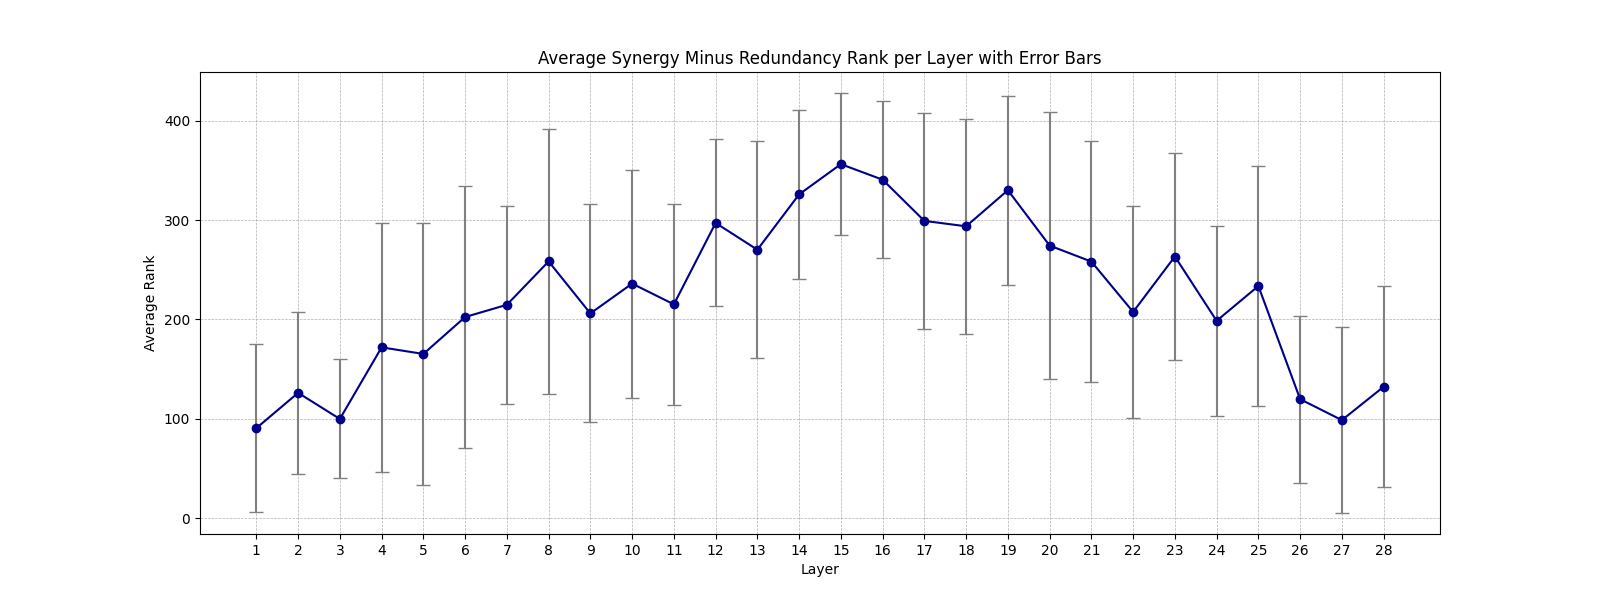 Average Synergy Minus Redundancy Rank per Layer with Error Bars
400
300
200
100
0
Average Rank
1 2 3 4 5 6 7 8 9 10 11 12 13 14 15 16 17 18 19 20 21 22 23 24 25 26 27 28
Layer